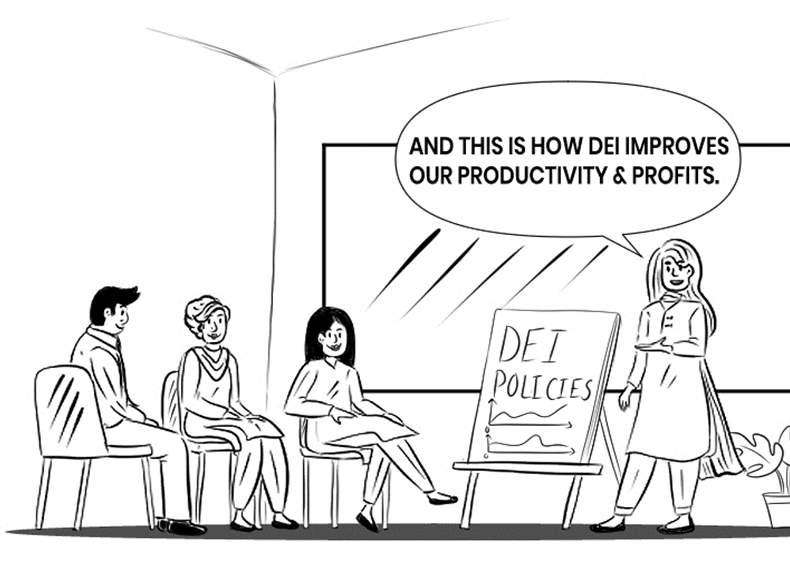 AND THIS IS HOW DEI IMPROVES
OUR PRODUCTIVITY & PROFITS.
DEI
POLICIES